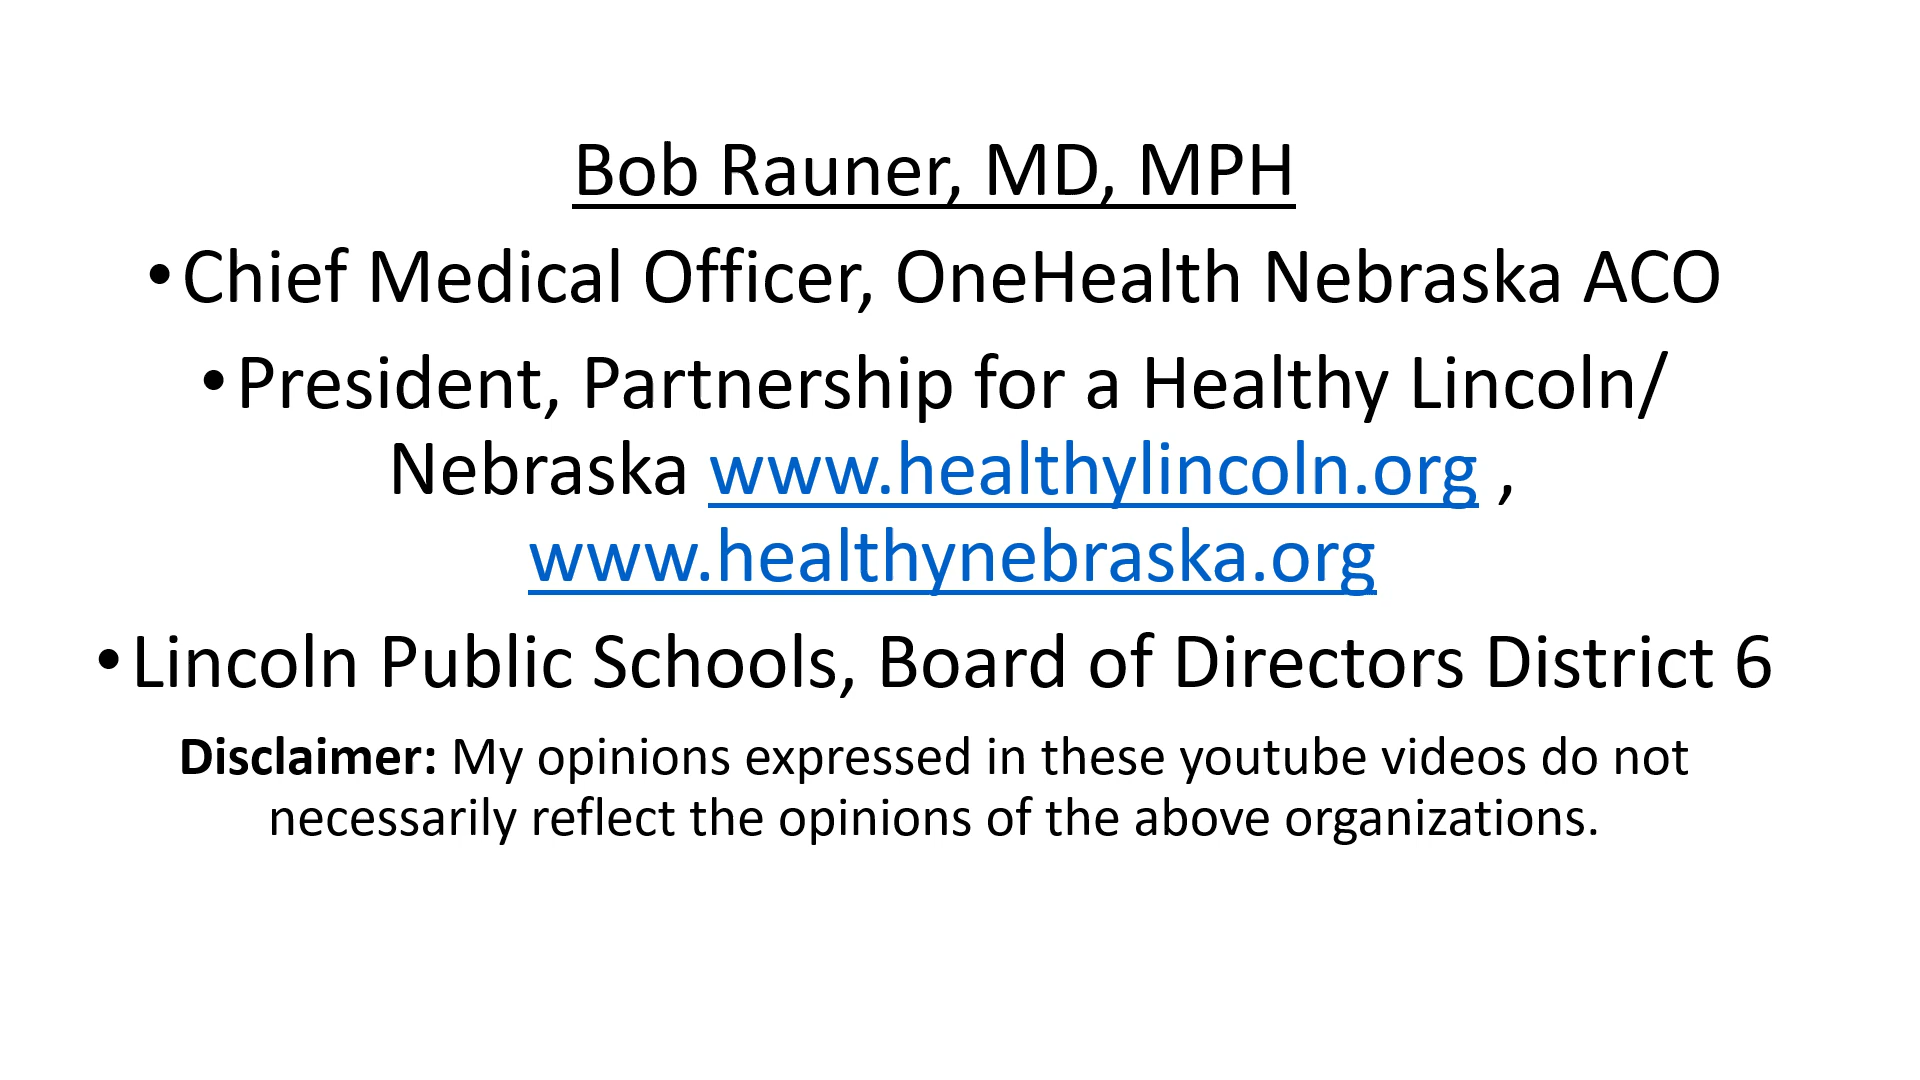 Bob Rauner, MD, MPH
•Chief Medical Officer, OneHealth Nebraska ACO
•President, Partnership for a Healthy Lincoln/
Nebraska www.healthylincoln.org ,
www.healthynebraska.org
•Lincoln Public Schools, Board of Directors District 6
Disclaimer: My opinions expressed in these youtube videos do not
necessarily reflect the opinions of the above organizations.